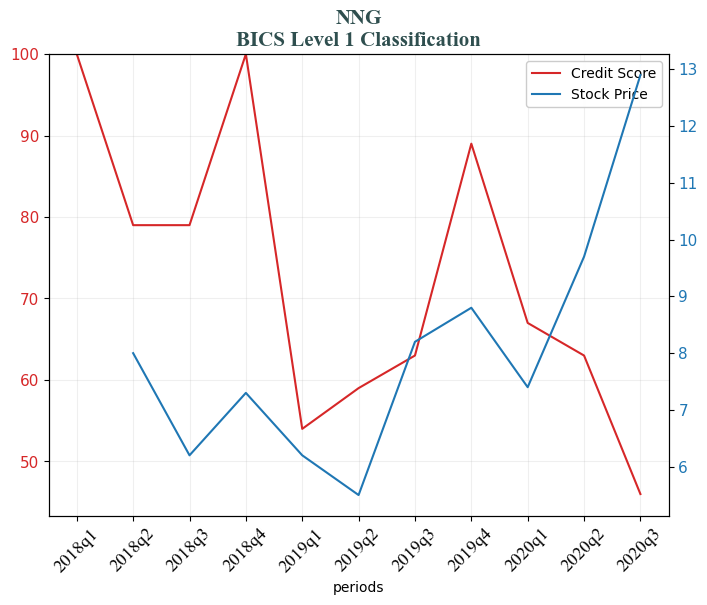 NNG
BICS Level 1 Classification
Credit Score
Stock Price
100
90
80
70
60
50
13
12
11
10
9
8
7
6
2018q1
2018q2
2018q3
2018q4
2019q1
2019q2
2019q3
2019q4
2020q1
2020q2
2020q3
periods